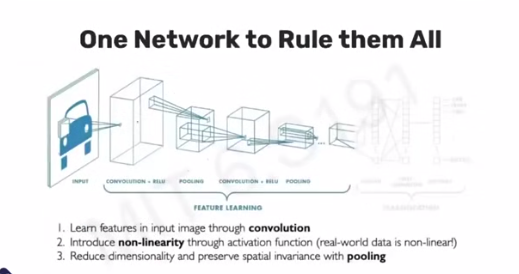 One Network to Rule them All
INPUT
CONVOLUTION + RELU
POOLING
CONVOLUTION + RELU
POOLING
...
FEATURE LEARNING
1. Learn features in input image through convolution
2. Introduce non-linearity through activation function (real-world data is non-linear!)
3. Reduce dimensionality and preserve spatial invariance with pooling